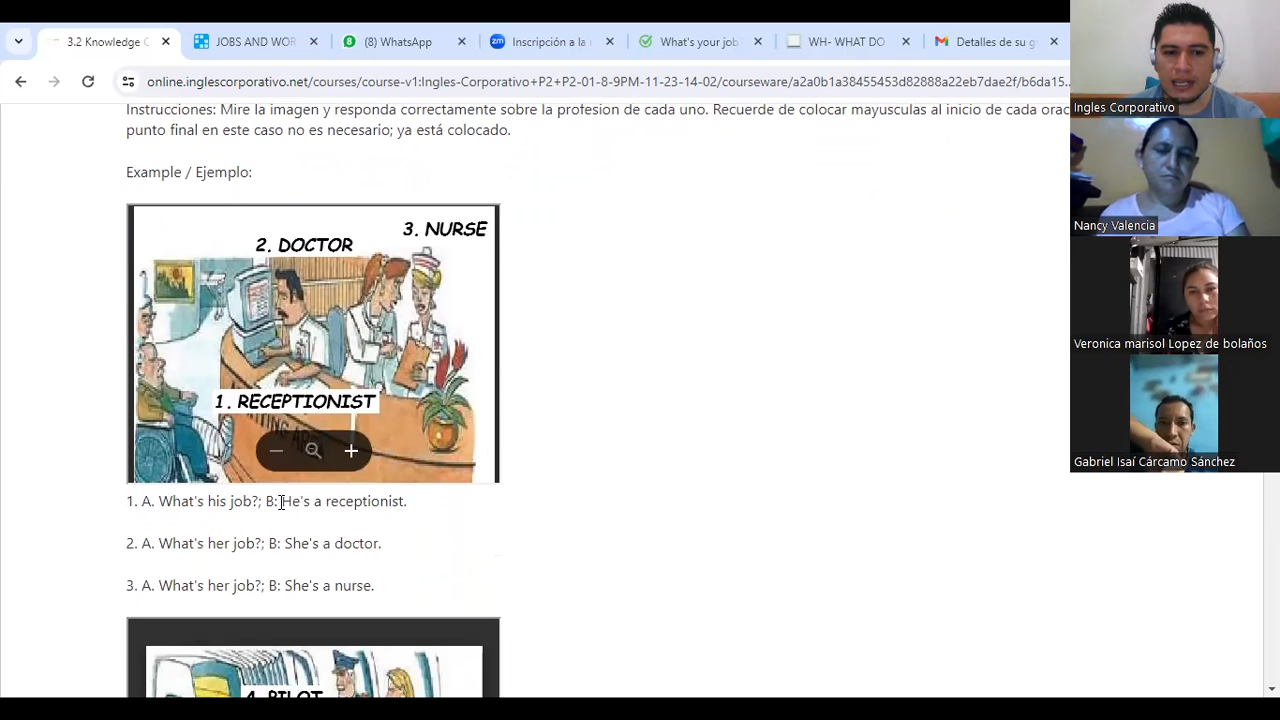 3.2 Knowledge C
JOBS AND WOR
(8) WhatsApp
Inscripción a la
What's your job
WH- WHAT DO
Detalles de su g
online.inglescorporativo.net/courses/course-v1:Ingles-Corporativo+P2+P2-01-8-9PM-11-23-14-02/courseware/a2a0b1a38455453d82888a22eb7dae2f/b6da15...
Instrucciones: Mire la imagen y responda correctamente sobre la profesion de cada uno. Recuerde de colocar mayusculas al inicio de cada orac
punto final en este caso no es necesario; ya está colocado.
Example / Ejemplo:
3. NURSE
2. DOCTOR
1. RECEPTIONIST
1. A. What's his job?; B: He's a receptionist.
2. A. What's her job?; B: She's a doctor.
3. A. What's her job?; B: She's a nurse.
4. PILOT
Ingles Corporativo
Nancy Valencia
Veronica marisol Lopez de bolaños
Gabriel Isaí Cárcamo Sánchez